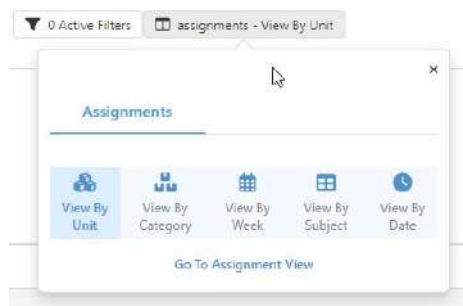 0 Active Filters
assignments - View By Unit
×
Assignments
View By
Unit
View By
Category
View By
Week
View By
Subject
View By
Date
Go To Assignment View